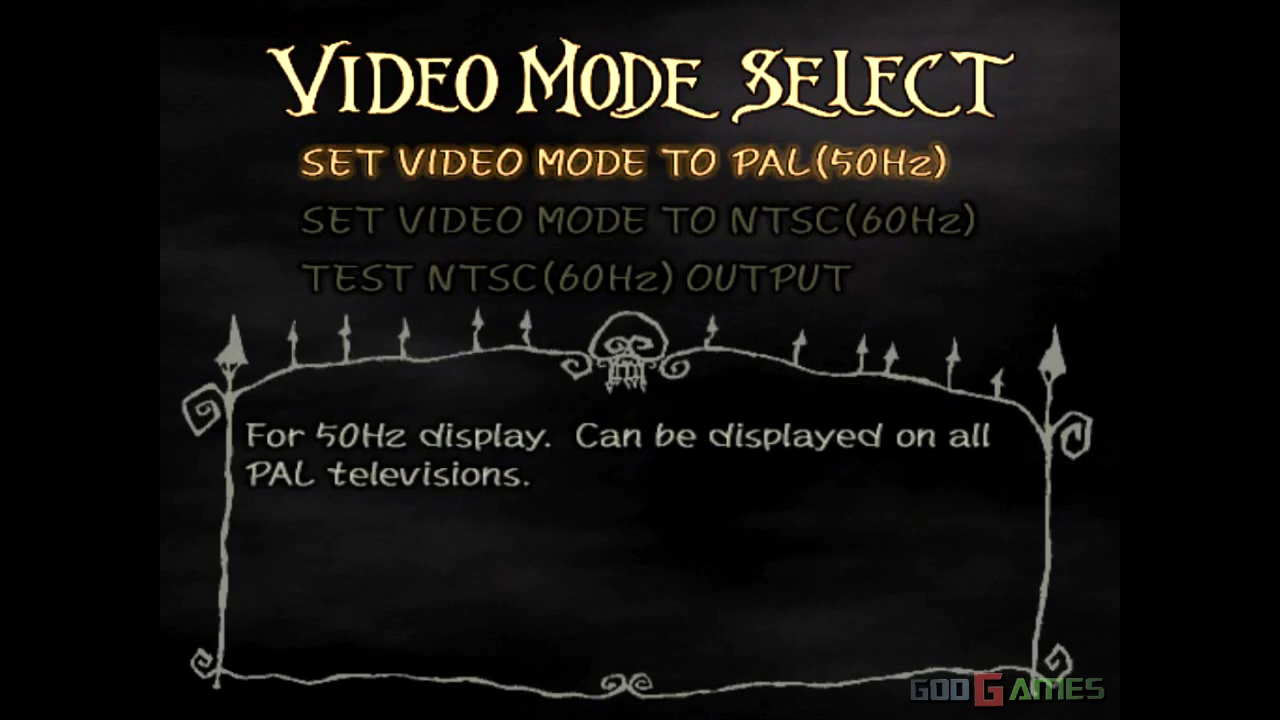 VIDEO MODE SELECT
SET VIDEO MODE TO PAL(50Hz)
SET VIDEO MODE TO NTSC(60Hz)
TEST NTSC(60Hz) OUTPUT
For 50Hz display. Can be displayed on all
PAL televisions.
GODGAMES